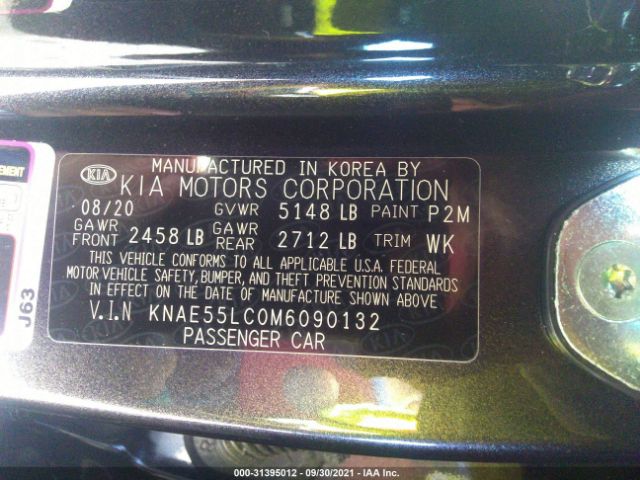 EMENT
J63
KIA
MANUFACTURED IN KOREA BY
KIA MOTORS CORPORATION
08/20 GVWR 5148 LB PAINT P2M
GAWR FRONT 2458 LB GAWR REAR 2712 LB TRIM WK
THIS VEHICLE CONFORMS TO ALL APPLICABLE U.S.A. FEDERAL
MOTOR VEHICLE SAFETY, BUMPER, AND THEFT PREVENTION STANDARDS
IN EFFECT ON THE DATE OF MANUFACTURE SHOWN ABOVE
V.I.N KNAE55LC0M6090132
PASSENGER CAR
000-31395012 - 09/30/2021 - IAA Inc.